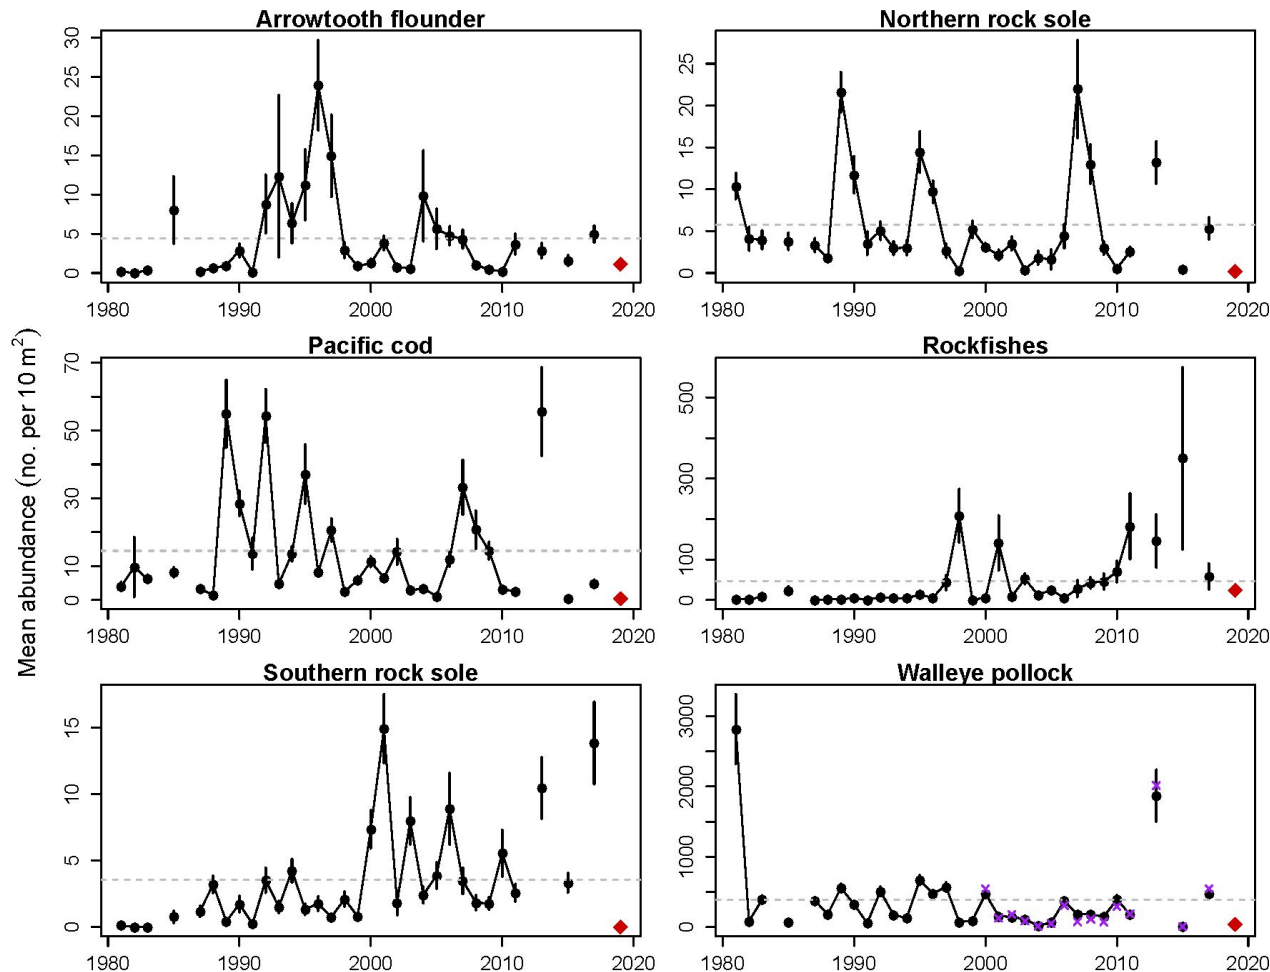 Arrowtooth flounder
Northern rock sole
30
25
20
15
10
5
0
1980 1990 2000 2010 2020
25
20
15
10
5
0
1980 1990 2000 2010 2020
Mean abundance (no. per 10 m²)
Pacific cod
Rockfishes
70
50
30
10
0
1980 1990 2000 2010 2020
500
300
100
0
1980 1990 2000 2010 2020
Southern rock sole
Walleye pollock
15
10
5
0
1980 1990 2000 2010 2020
3000
2000
1000
0
1980 1990 2000 2010 2020